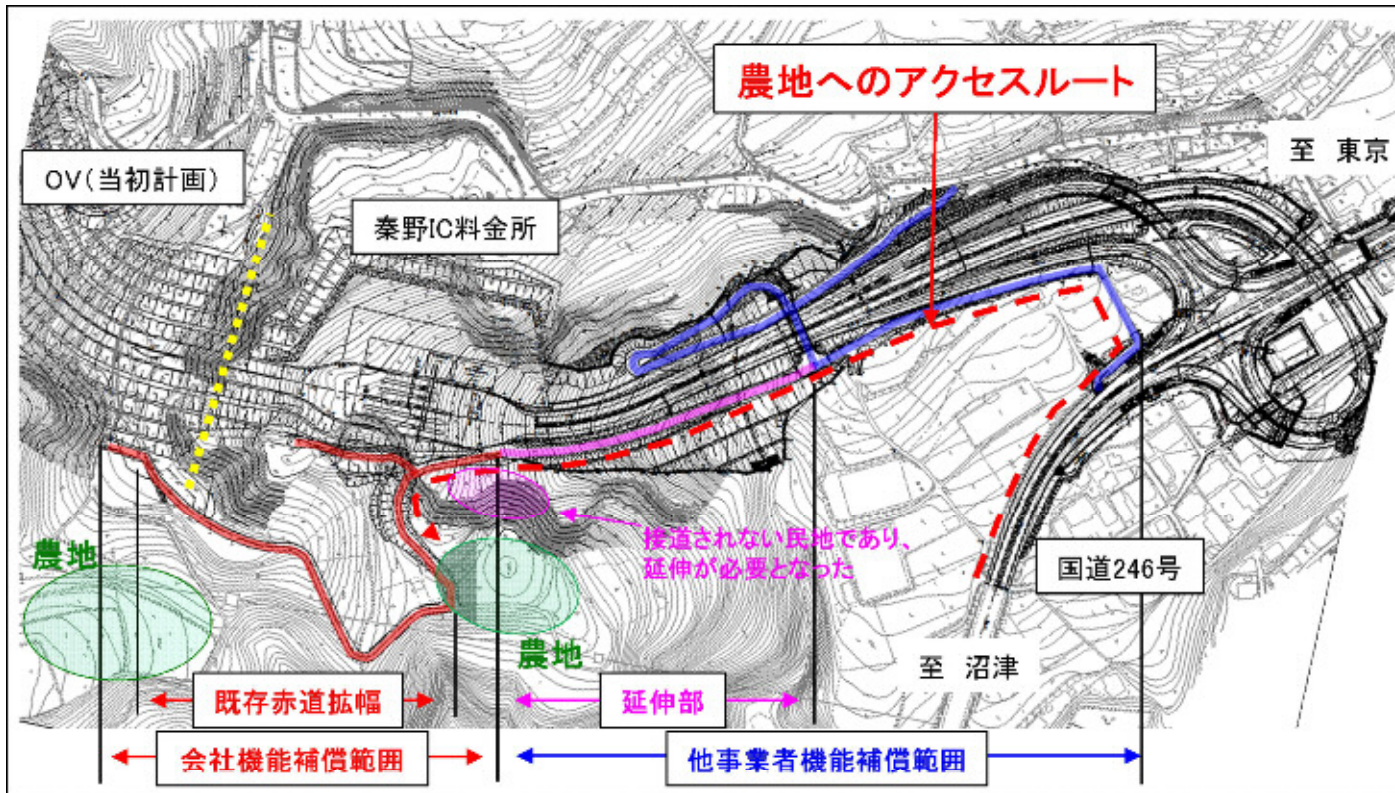 農地へのアクセスルート
至 東京
OV(当初計画)
秦野IC料金所
接道されない民地であり、
延伸が必要となった
農地
国道246号
農地
至 沼津
既存赤道拡幅
延伸部
会社機能補償範囲
他事業者機能補償範囲